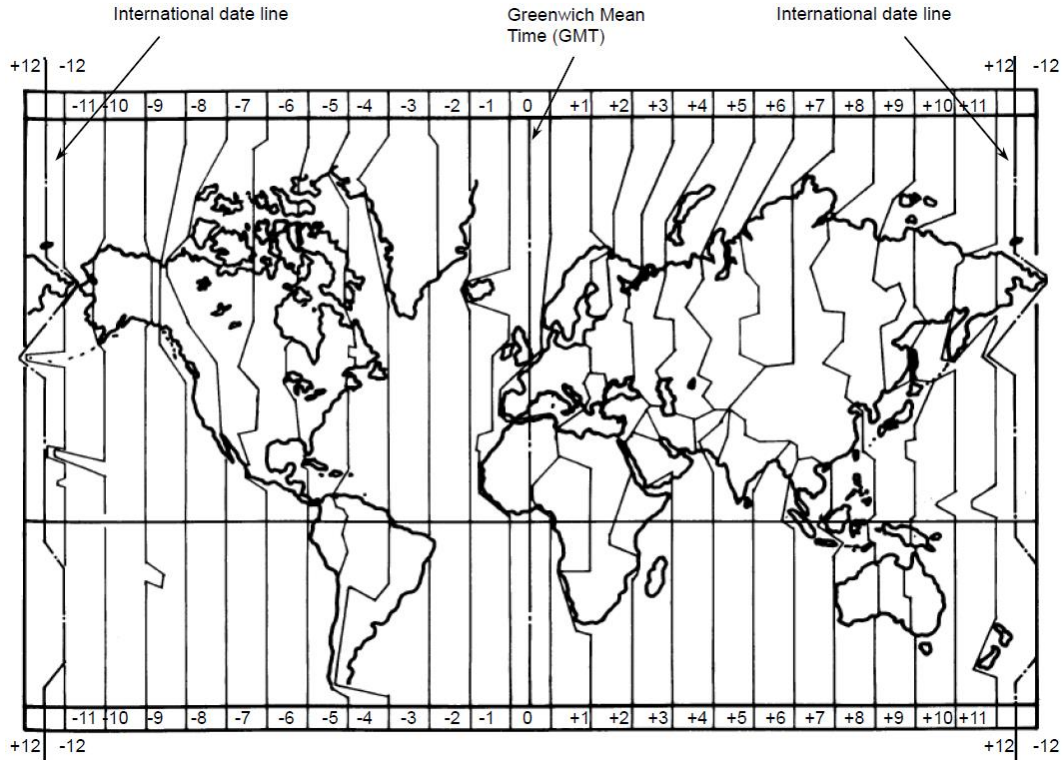 International date line
Greenwich Mean
Time (GMT)
International date line
+12 -12 +12 -12
-11 -10 -9 -8 -7 -6 -5 -4 -3 -2 -1 0 +1 +2 +3 +4 +5 +6 +7 +8 +9 +10 +11
-11 -10 -9 -8 -7 -6 -5 -4 -3 -2 -1 0 +1 +2 +3 +4 +5 +6 +7 +8 +9 +10 +11
+12 -12 +12 -12